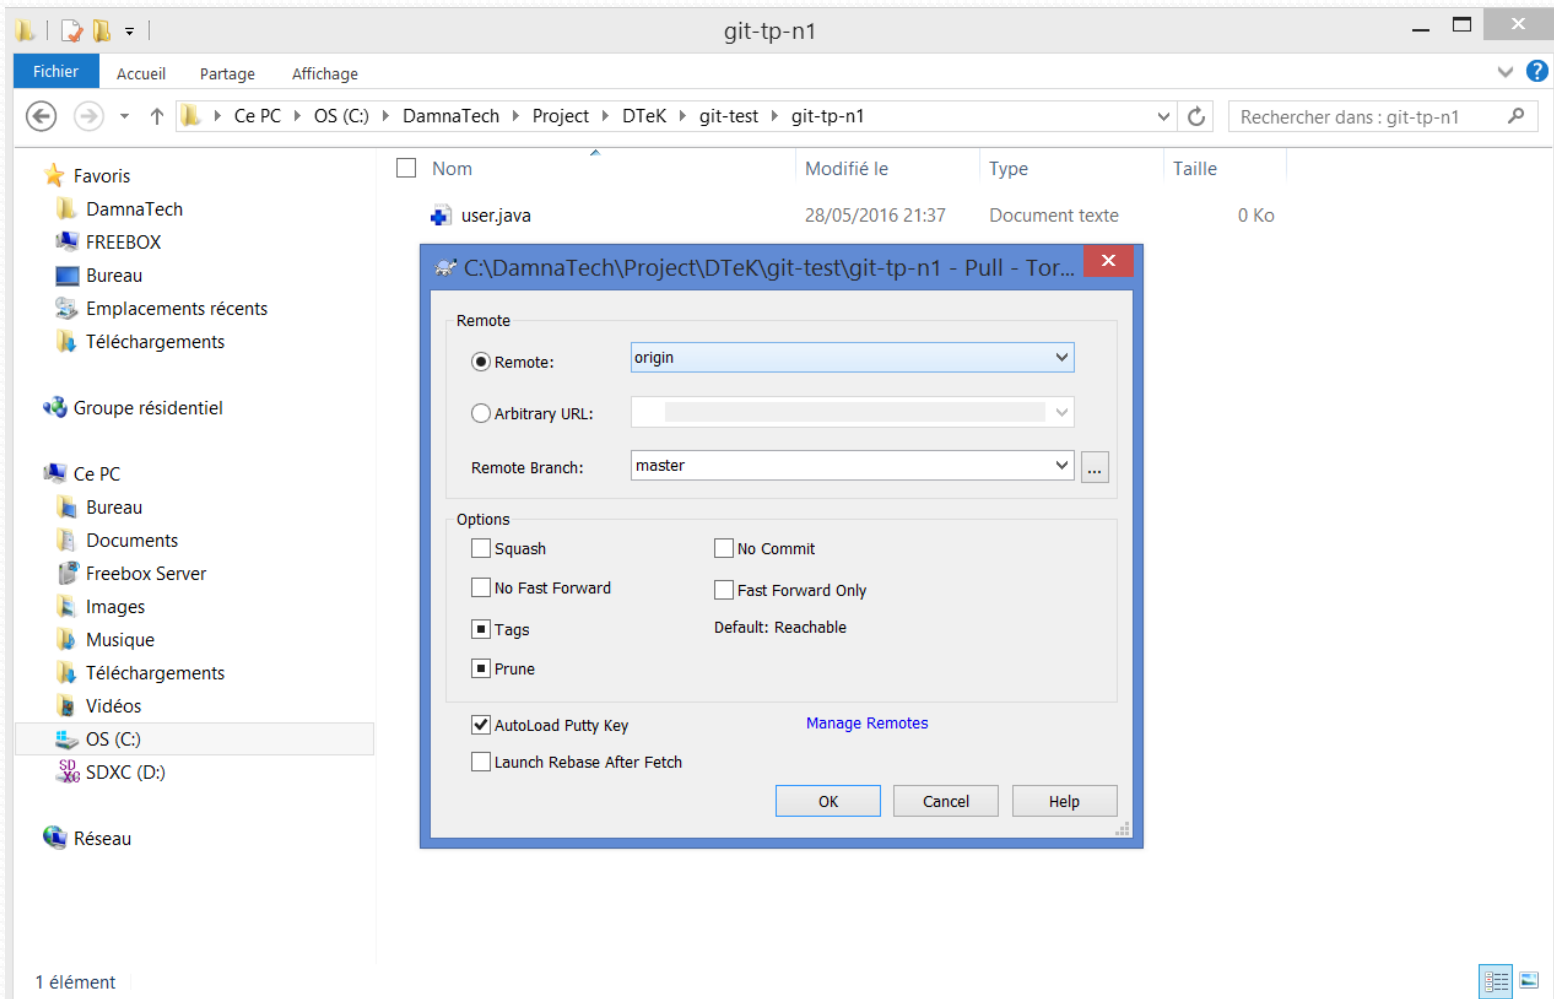 git-tp-n1
Fichier Accueil Partage Affichage
Ce PC OS (C:) DamnaTech Project DTeK git-test git-tp-n1
Rechercher dans : git-tp-n1
Favoris
DamnaTech
FREEBOX
Bureau
Emplacements récents
Téléchargements
Groupe résidentiel
Ce PC
Bureau
Documents
Freebox Server
Images
Musique
Téléchargements
Vidéos
OS (C:)
SDXC (D:)
Réseau
Nom Modifié le Type Taille
user.java 28/05/2016 21:37 Document texte 0 Ko
C:\DamnaTech\Project\DTeK\git-test\git-tp-n1 - Pull - Tor...
Remote
Remote: origin
Arbitrary URL:
Remote Branch: master ...
Options
Squash No Commit
No Fast Forward Fast Forward Only
Tags Default: Reachable
Prune
AutoLoad Putty Key Manage Remotes
Launch Rebase After Fetch
OK Cancel Help
1 élément